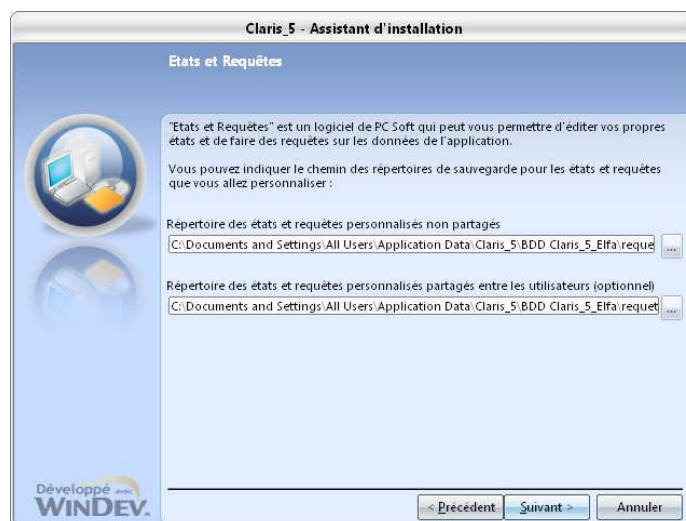 Claris_5 - Assistant d'installation
Etats et Requêtes
"Etats et Requêtes" est un logiciel de PC Soft qui peut vous permettre d'éditer vos propres
états et de faire des requêtes sur les données de l'application.
Vous pouvez indiquer le chemin des répertoires de sauvegarde pour les états et requêtes
que vous allez personnaliser :
Répertoire des états et requêtes personnalisés non partagés
C:\Documents and Settings\All Users\Application Data\Claris_5\BDD Claris_5_Elfa\reque
...
Répertoire des états et requêtes personnalisés partagés entre les utilisateurs (optionnel)
C:\Documents and Settings\All Users\Application Data\Claris_5\BDD Claris_5_Elfa\requet
...
Développé avec
WINDEV.
< Précédent
Suivant >
Annuler